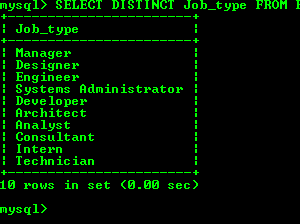 mysql> SELECT DISTINCT Job_type FROM
+----------------------+
| Job_type             |
+----------------------+
| Manager              |
| Designer             |
| Engineer             |
| Systems Administrator |
| Developer            |
| Architect            |
| Analyst              |
| Consultant           |
| Intern               |
| Technician           |
+----------------------+
10 rows in set (0.00 sec)
mysql>